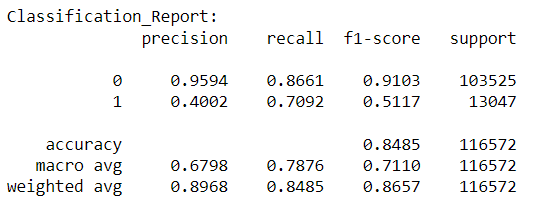 Classification_Report:
precision recall f1-score support
0 0.9594 0.8661 0.9103 103525
1 0.4002 0.7092 0.5117 13047
accuracy 0.8485 116572
macro avg 0.6798 0.7876 0.7110 116572
weighted avg 0.8968 0.8485 0.8657 116572